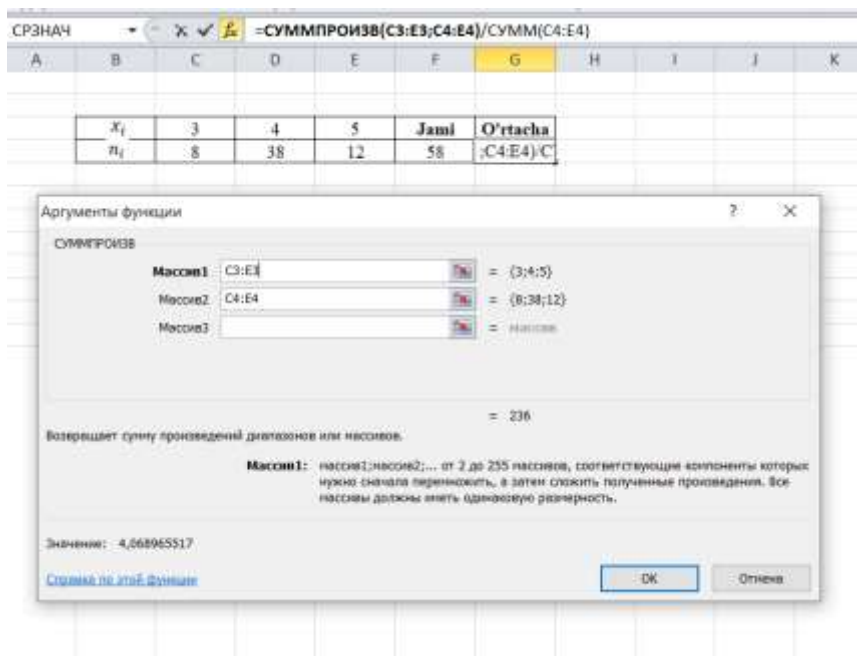 СРЗНАЧ =СУММПРОИЗВ(C3:E3;C4:E4)/СУММ(C4:E4)
A B C D E F G H I J K
xi 3 4 5 Jami O'rtacha
ni 8 38 12 58 ;C4:E4)/С
Аргументы функции ? ×
СУММПРОИЗВ
Массив1 C3:E3 = {3;4;5}
Массив2 C4:E4 = {8;38;12}
Массив3 = массив
= 236
Возвращает сумму произведений диапазонов или массивов.
Массив1: массив1;массив2;... от 2 до 255 массивов, соответствующие компоненты которых
нужно сначала перемножить, а затем сложить полученные произведения. Все
массивы должны иметь одинаковую размерность.
Значение: 4,068965517
Справка по этой функции ОК Отмена